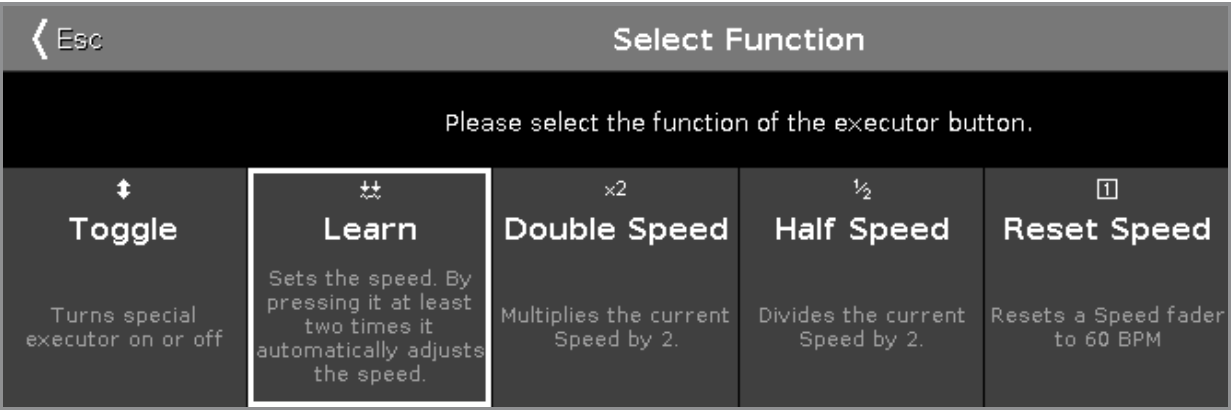 Esc
Select Function
Please select the function of the executor button.
Toggle
Turns special
executor on or off
Learn
Sets the speed. By
pressing it at least
two times it
automatically adjusts
the speed.
x2
Double Speed
Multiplies the current
Speed by 2.
½
Half Speed
Divides the current
Speed by 2.
1
Reset Speed
Resets a Speed fader
to 60 BPM